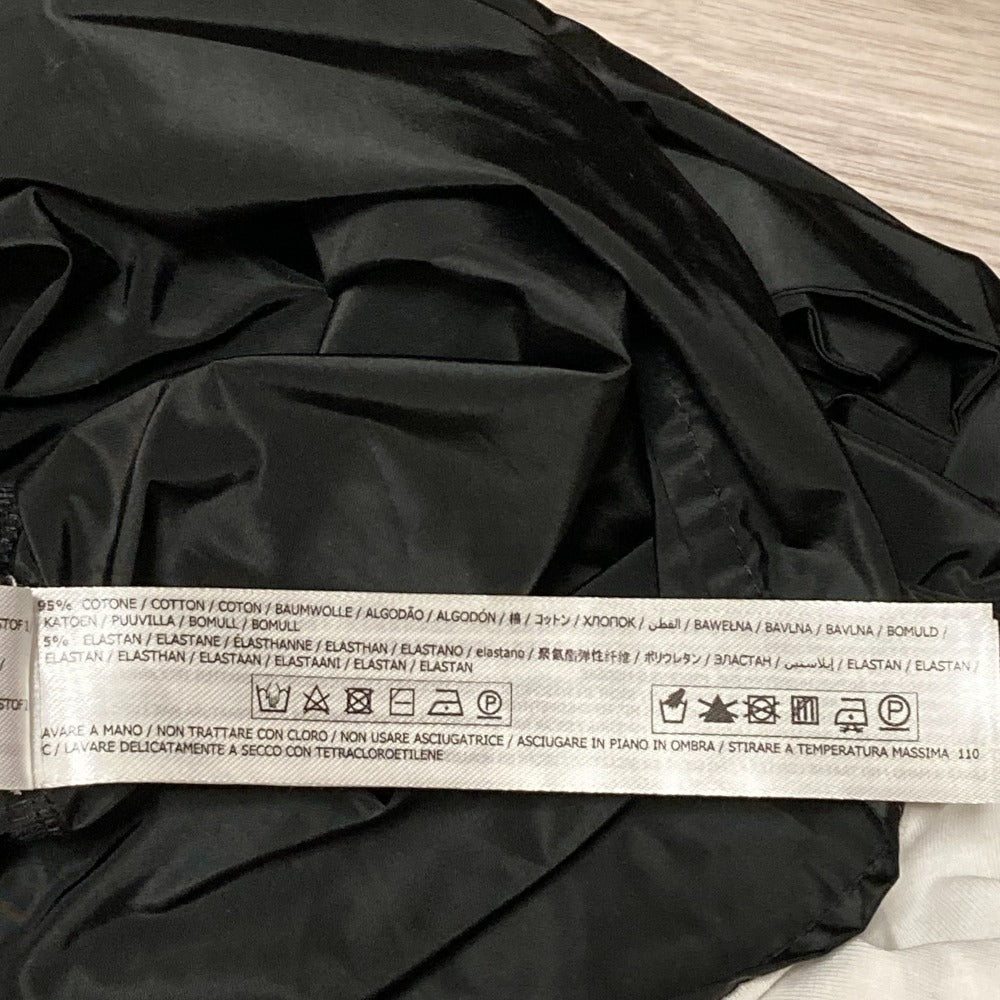 95% COTONE / COTTON / COTON / BAUMWOLLE / ALGODÃO / ALGODÓN / 棉 / コットン / ХЛОПОК / القطن / BAWEŁNA / BAVLNA / BAVLNA / BOMULD /
KATOEN / PUUVILLA / BOMULL / BOMULL
5% ELASTAN / ELASTANE / ÉLASTHANNE / ELASTHAN / ELASTANO / elastano / 聚氨酯弹性纤维 / ポリウレタン / ЭЛАСТАН / إيلاستين / ELASTAN / ELASTAN /
ELASTAN / ELASTHAN / ELASTAAN / ELASTAANI / ELASTAN / ELASTAN
AVARE A MANO / NON TRATTARE CON CLORO / NON USARE ASCIUGATRICE / ASCIUGARE IN PIANO IN OMBRA / STIRARE A TEMPERATURA MASSIMA 110
C / LAVARE DELICATAMENTE A SECCO CON TETRACLOROETILENE